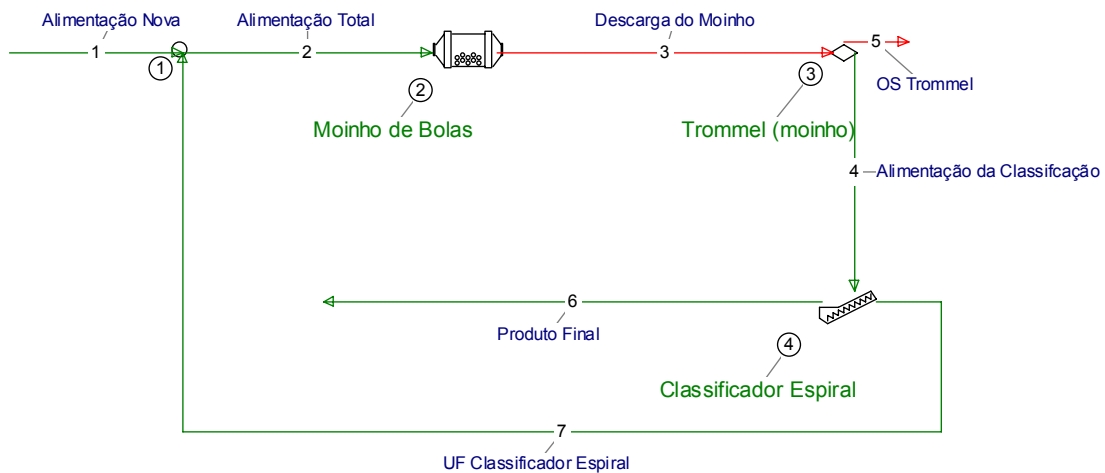 Alimentação Nova
Alimentação Total
Descarga do Moinho
1
2
3
5
1
2
3
OS Trommel
Moinho de Bolas
Trommel (moinho)
4
Alimentação da Classifcação
6
Produto Final
4
Classificador Espiral
7
UF Classificador Espiral